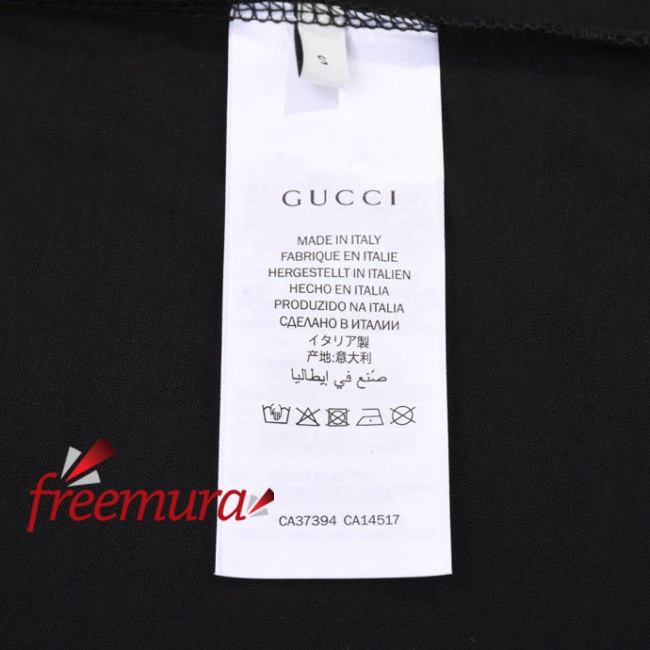 S
GUCCI
MADE IN ITALY
FABRIQUE EN ITALIE
HERGESTELLT IN ITALIEN
HECHO EN ITALIA
PRODUZIDO NA ITALIA
СДЕЛАНО В ИТАЛИИ
イタリア製
产地:意大利
صُنع في إيطاليا
freemura
CA37394 CA14517